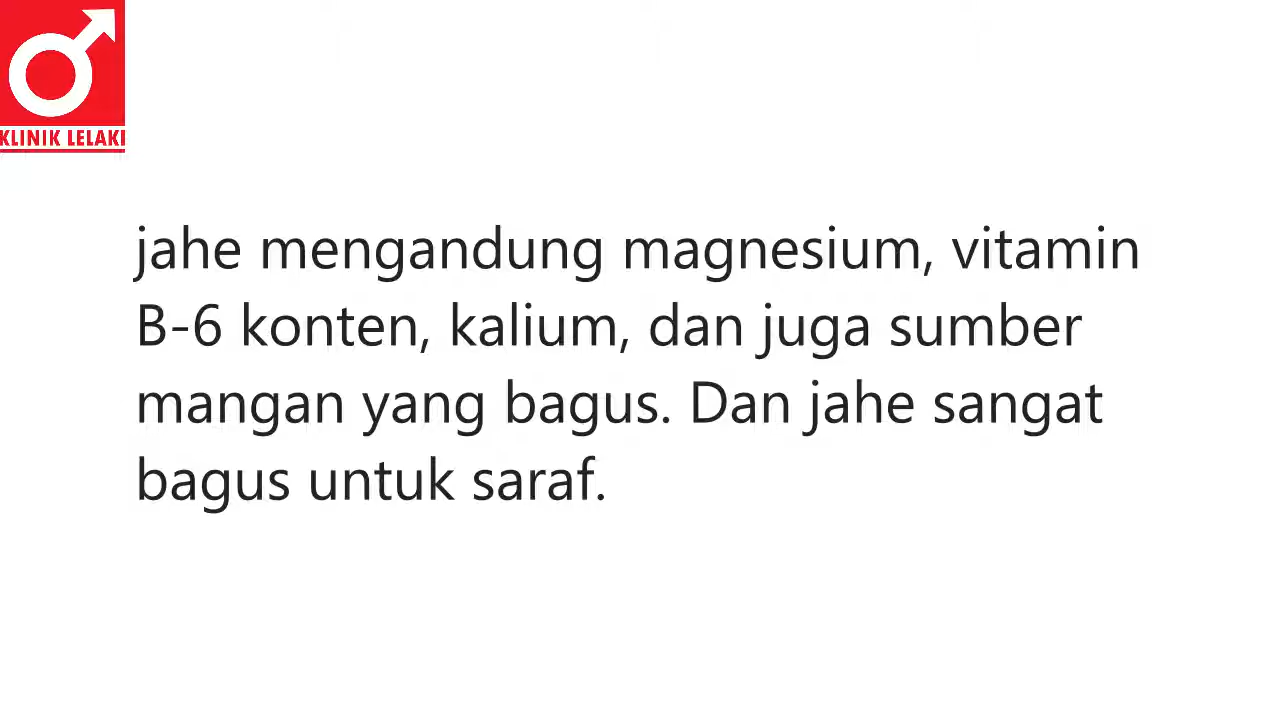 KLINIK LELAKI
jahe mengandung magnesium, vitamin
B-6 konten, kalium, dan juga sumber
mangan yang bagus. Dan jahe sangat
bagus untuk saraf.